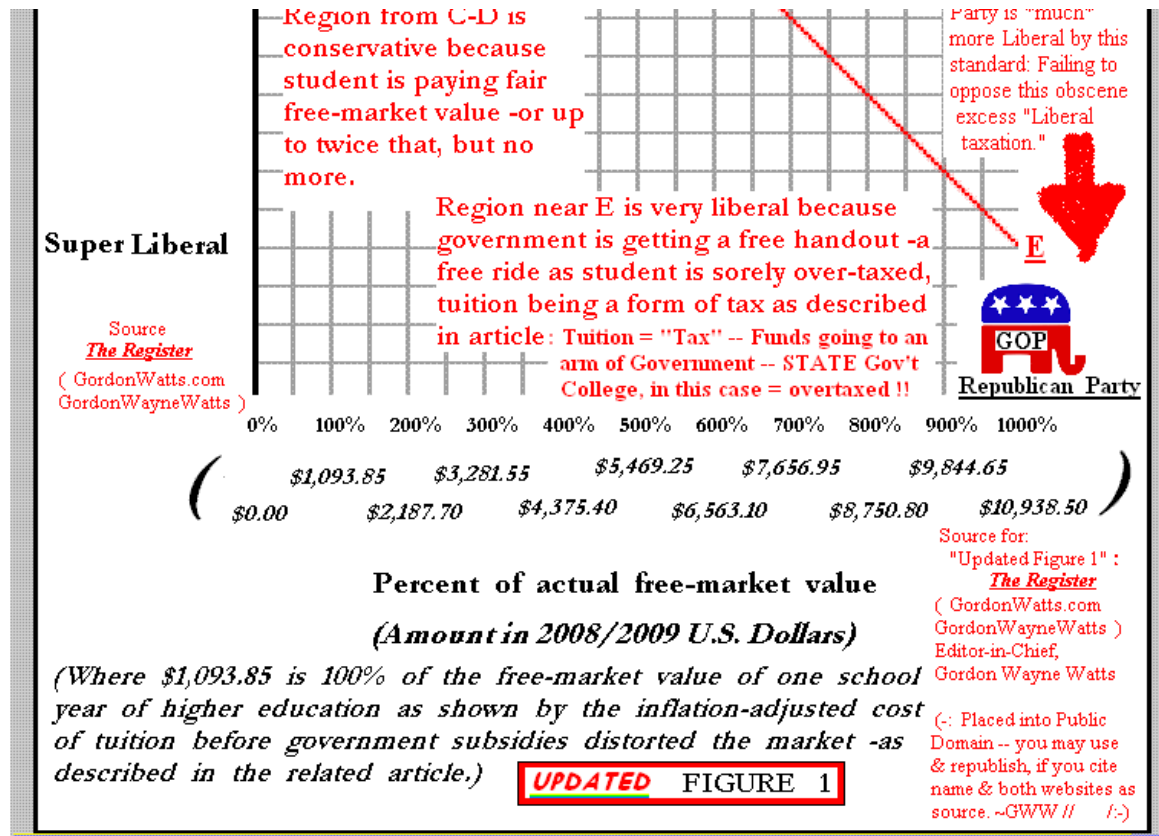 Region from C-D is
conservative because
student is paying fair
free-market value -or up
to twice that, but no
more.
Party is "much"
more Liberal by this
standard: Failing to
oppose this obscene
excess "Liberal
taxation."
Region near E is very liberal because
government is getting a free handout -a
free ride as student is sorely over-taxed,
tuition being a form of tax as described
in article: Tuition = "Tax" -- Funds going to an
arm of Government -- STATE Gov't
College, in this case = overtaxed !!
E
Super Liberal
GOP
Republican Party
Source
The Register
( GordonWatts.com
GordonWayneWatts )
0% 100% 200% 300% 400% 500% 600% 700% 800% 900% 1000%
( $1,093.85 $3,281.55 $5,469.25 $7,656.95 $9,844.65 )
$0.00 $2,187.70 $4,375.40 $6,563.10 $8,750.80 $10,938.50
Percent of actual free-market value
(Amount in 2008/2009 U.S. Dollars)
(Where $1,093.85 is 100% of the free-market value of one school
year of higher education as shown by the inflation-adjusted cost
of tuition before government subsidies distorted the market -as
described in the related article.)
UPDATED FIGURE 1
Source for:
"Updated Figure 1" :
The Register
( GordonWatts.com
GordonWayneWatts )
Editor-in-Chief,
Gordon Wayne Watts
(-: Placed into Public
Domain -- you may use
& republish, if you cite
name & both websites as
source. ~GWW // /:-)